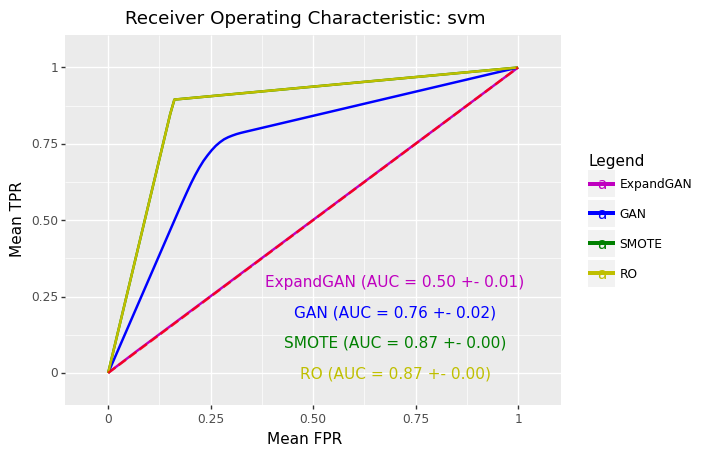 Receiver Operating Characteristic: svm
Mean TPR
1
0.75
0.50
0.25
0
ExpandGAN (AUC = 0.50 +- 0.01)
GAN (AUC = 0.76 +- 0.02)
SMOTE (AUC = 0.87 +- 0.00)
RO (AUC = 0.87 +- 0.00)
0
0.25
0.50
0.75
1
Mean FPR
Legend
a ExpandGAN
a GAN
a SMOTE
a RO